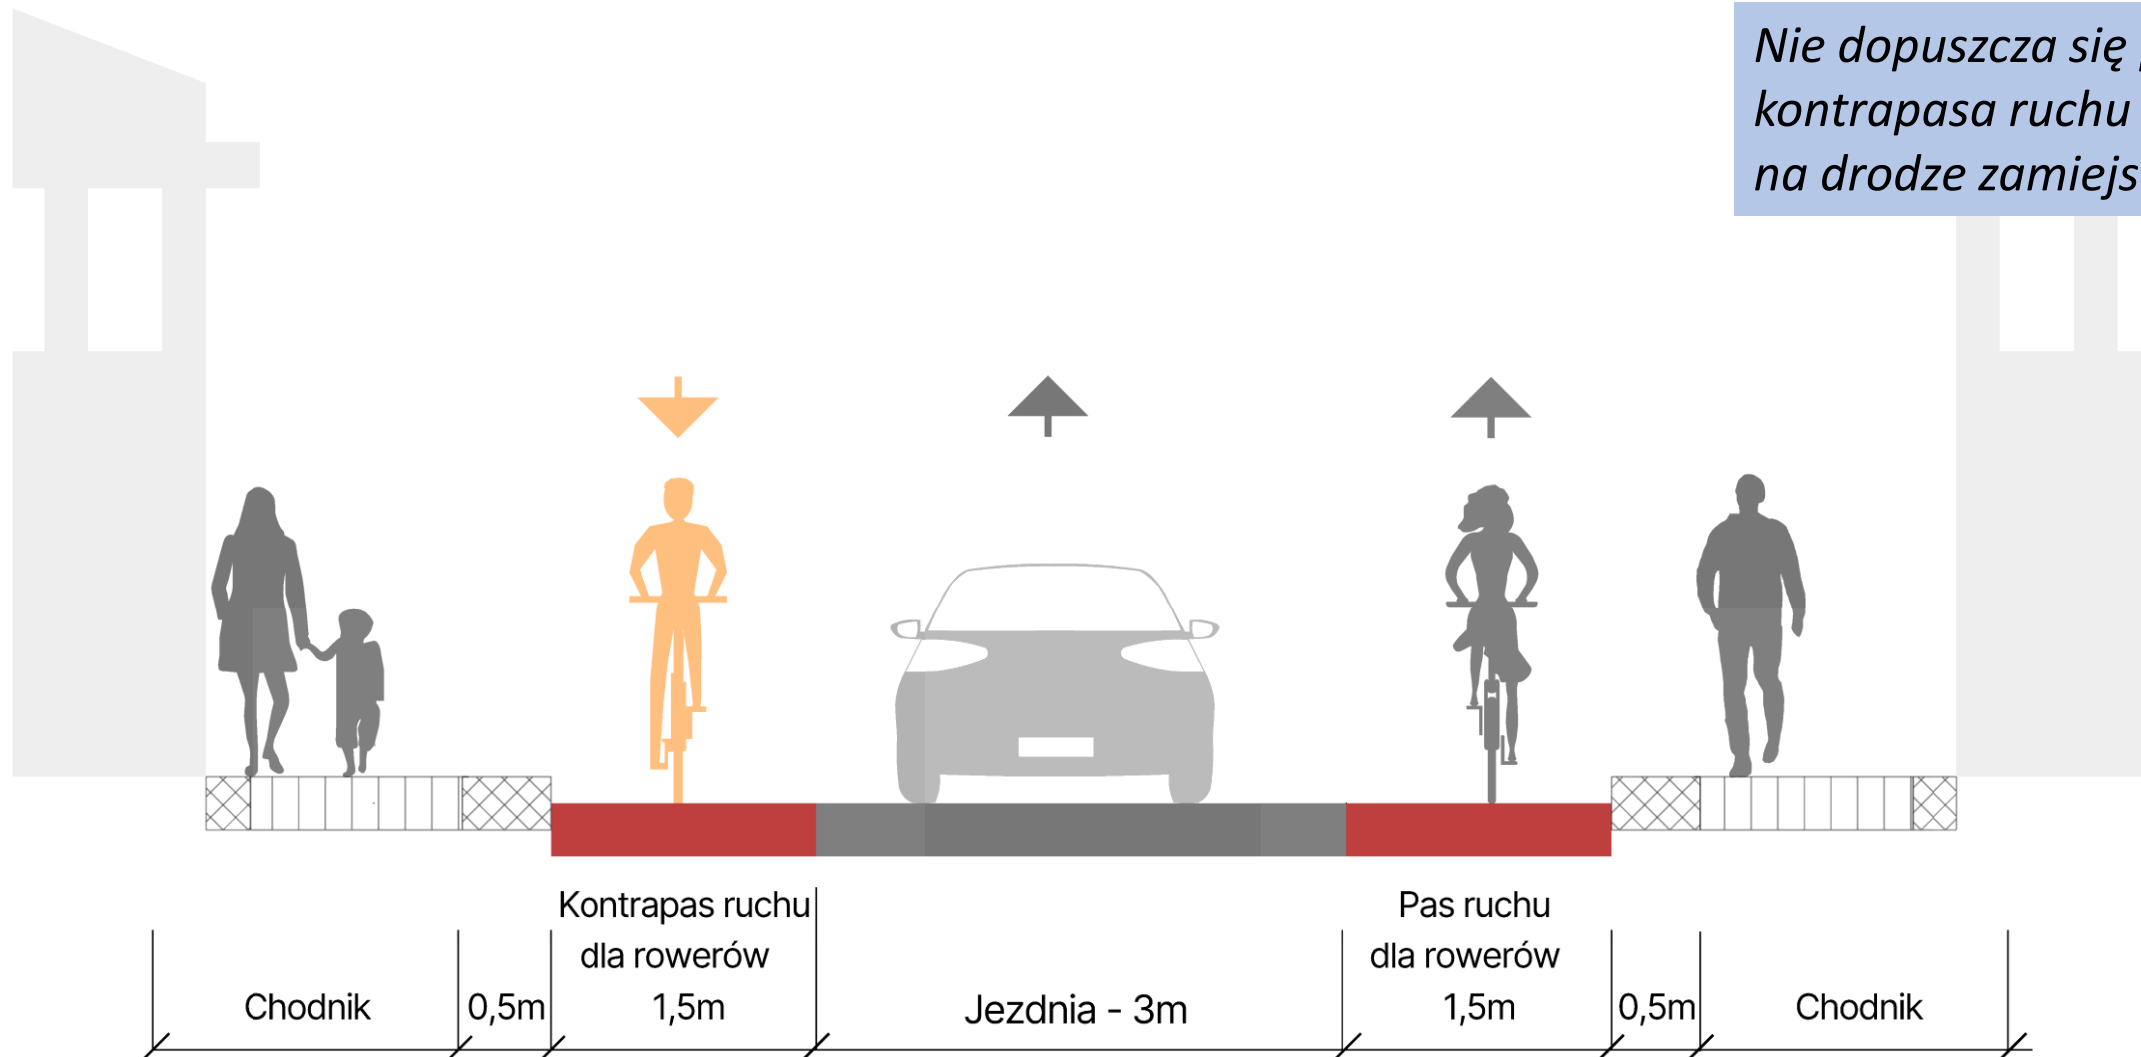 Nie dopuszcza się
kontrapasa ruchu
na drodze zamiejs
Kontrapas ruchu
dla rowerów
1,5m
Pas ruchu
dla rowerów
1,5m
Chodnik
0,5m
Jezdnia - 3m
0,5m
Chodnik